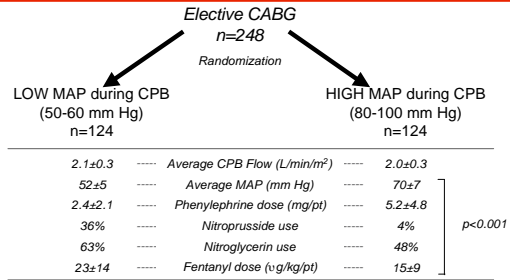 Elective CABG
n=248
Randomization
LOW MAP during CPB
(50-60 mm Hg)
n=124
HIGH MAP during CPB
(80-100 mm Hg)
n=124
2.1±0.3 ----- Average CPB Flow (L/min/m²) ----- 2.0±0.3
52±5 ----- Average MAP (mm Hg) ----- 70±7
2.4±2.1 ----- Phenylephrine dose (mg/pt) ----- 5.2±4.8
36% ----- Nitroprusside use ----- 4%
63% ----- Nitroglycerin use ----- 48%
23±14 ----- Fentanyl dose (υg/kg/pt) ----- 15±9
p<0.001